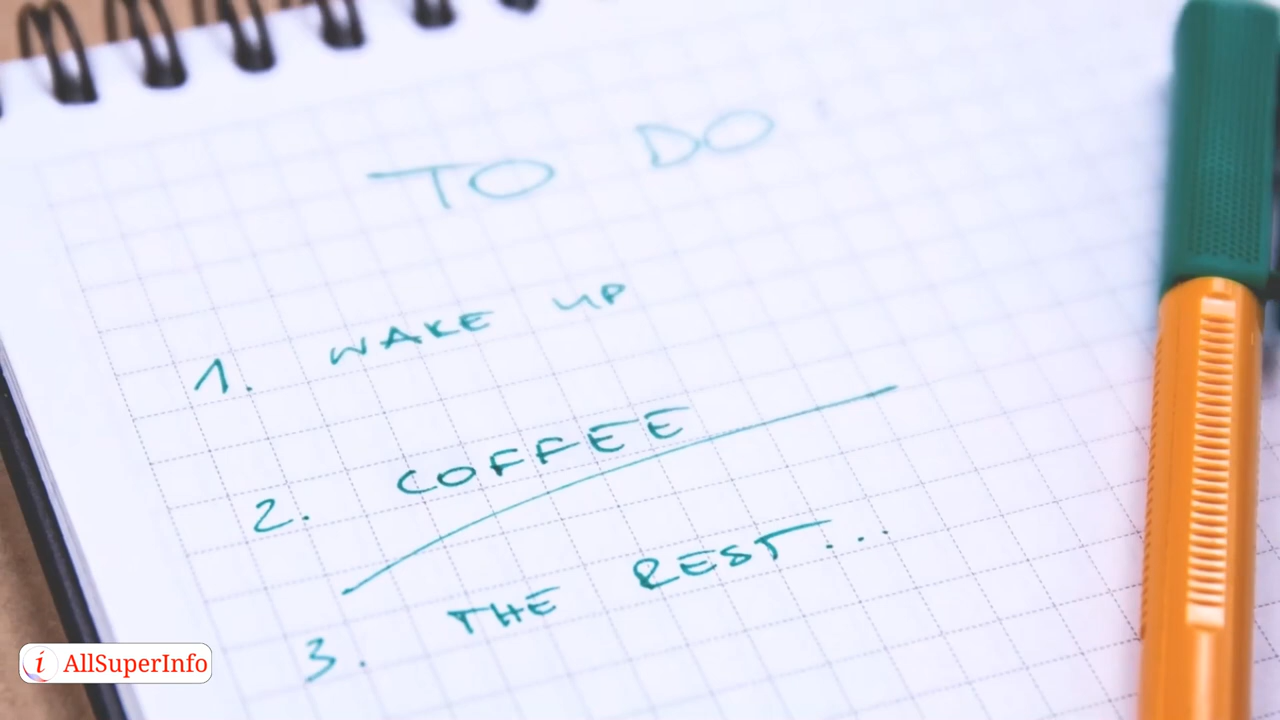 TO DO
1. WAKE UP
2. COFFEE
3. THE REST...
i AllSuperInfo